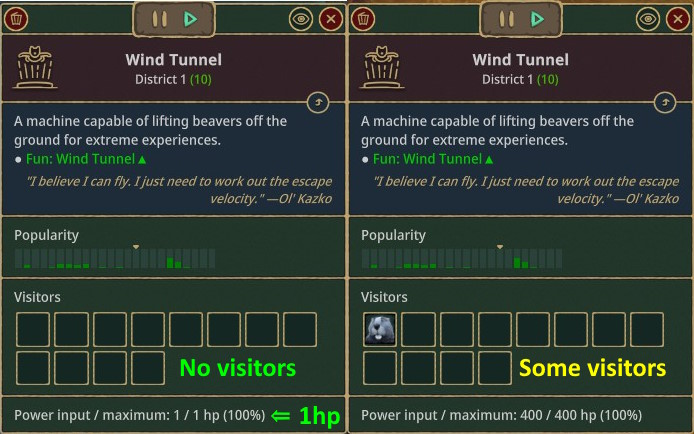 Wind Tunnel
District 1 (10)
A machine capable of lifting beavers off the
ground for extreme experiences.
● Fun: Wind Tunnel ▲
"I believe I can fly. I just need to work out the escape
velocity." —Ol' Kazko
Popularity
Visitors
No visitors
Power input / maximum: 1 / 1 hp (100%) ⇐ 1hp
Wind Tunnel
District 1 (10)
A machine capable of lifting beavers off the
ground for extreme experiences.
● Fun: Wind Tunnel ▲
"I believe I can fly. I just need to work out the escape
velocity." —Ol' Kazko
Popularity
Visitors
Some visitors
Power input / maximum: 400 / 400 hp (100%)